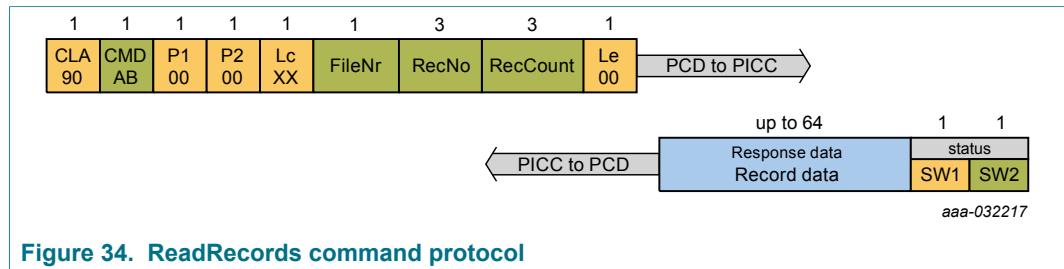 1 1 1 1 1 1 3 3 1
CLA CMD P1 P2 Lc FileNr RecNo RecCount Le PCD to PICC
90 AB 00 00 XX 00
up to 64 1 1
PICC to PCD Response data status
Record data SW1 SW2
aaa-032217
Figure 34. ReadRecords command protocol